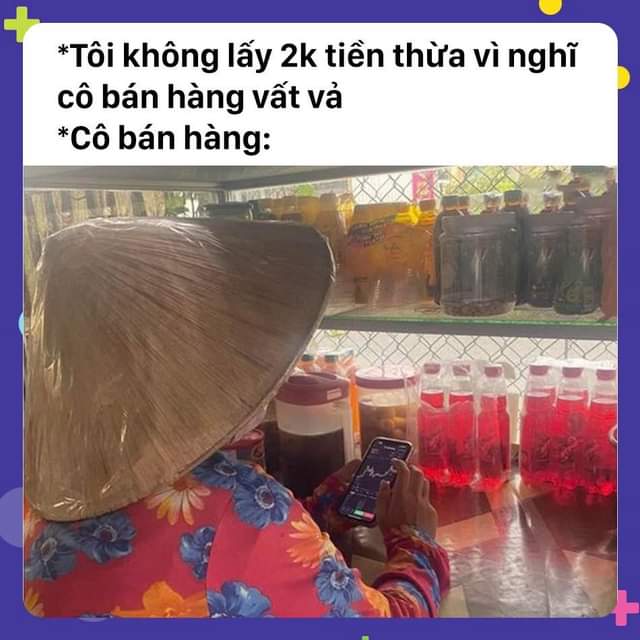 *Tôi không lấy 2k tiền thừa vì nghĩ
cô bán hàng vất vả
*Cô bán hàng: